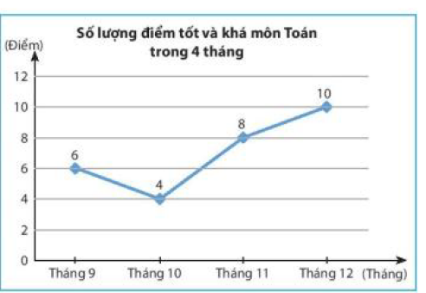 Số lượng điểm tốt và khá môn Toán
trong 4 tháng
(Điểm)
12
10
8
6
4
2
0
6
4
8
10
Tháng 9 Tháng 10 Tháng 11 Tháng 12 (Tháng)